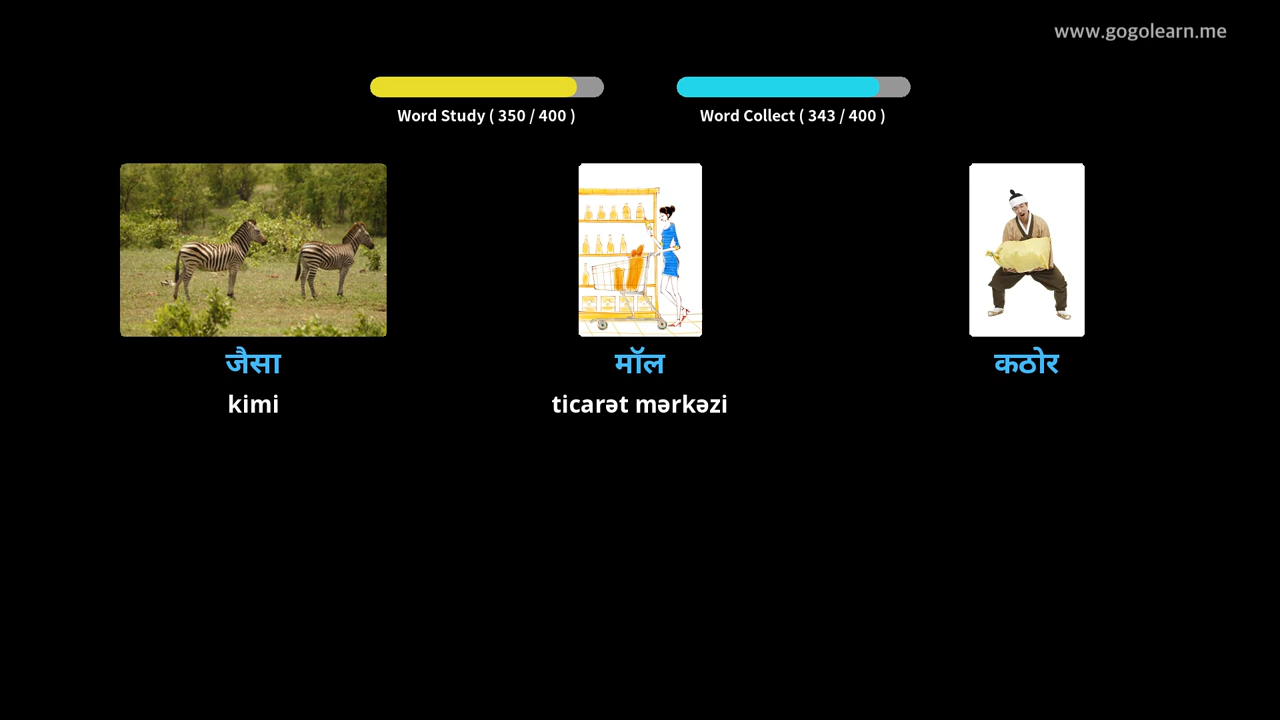 www.gogolearn.me
Word Study ( 350 / 400 )
Word Collect ( 343 / 400 )
जैसा
मॉल
कठोर
kimi
ticarət mərkəzi